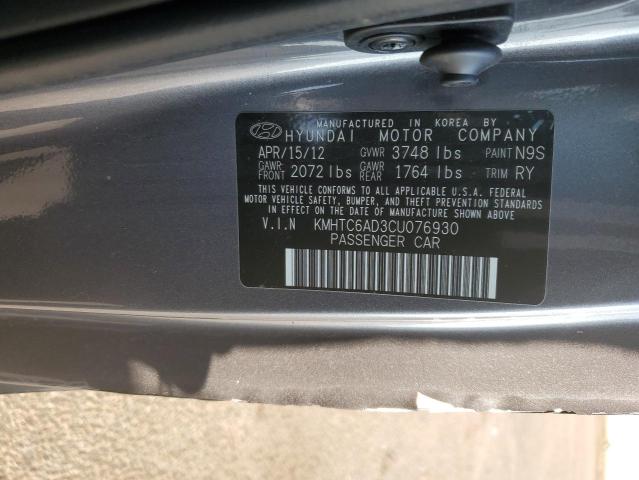 MANUFACTURED IN KOREA BY
HYUNDAI MOTOR COMPANY
APR/15/12 GVWR 3748 lbs PAINT N9S
GAWR FRONT 2072 lbs GAWR REAR 1764 lbs TRIM RY
THIS VEHICLE CONFORMS TO ALL APPLICABLE U.S.A. FEDERAL
MOTOR VEHICLE SAFETY, BUMPER, AND THEFT PREVENTION STANDARDS
IN EFFECT ON THE DATE OF MANUFACTURE SHOWN ABOVE.
V.I.N KMHTC6AD3CU076930
PASSENGER CAR